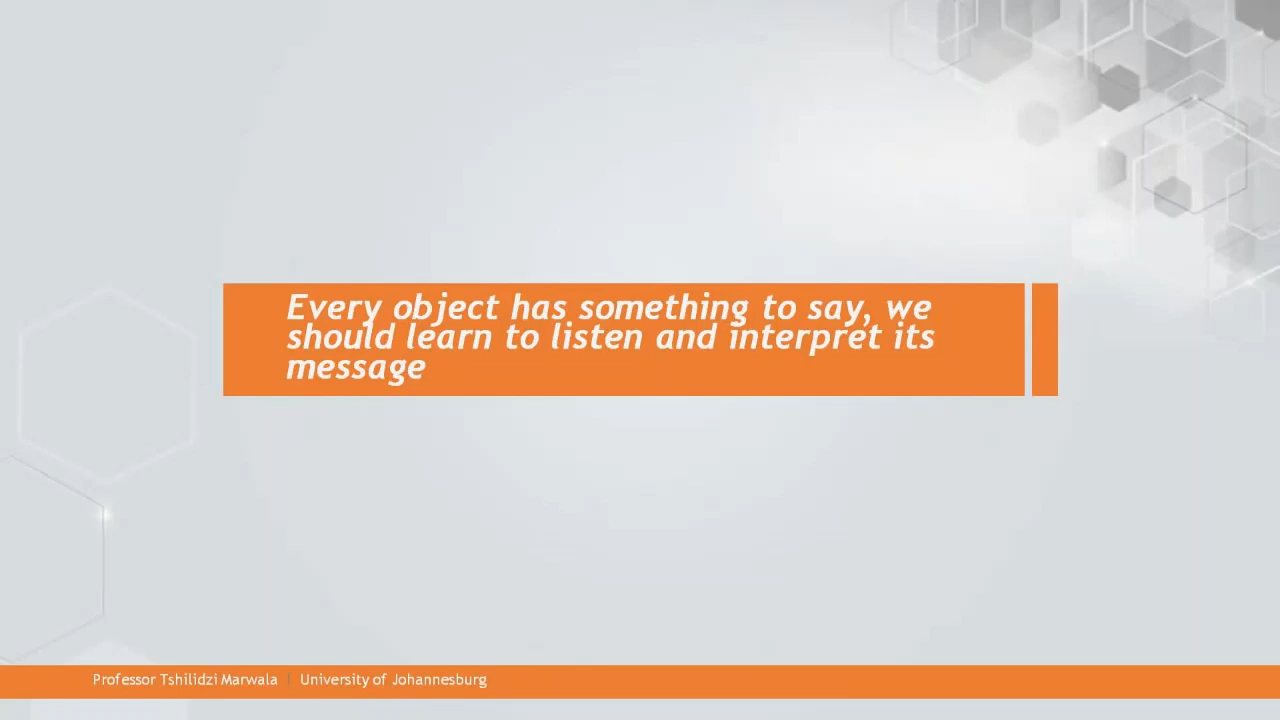 Every object has something to say, we
should learn to listen and interpret its
message
Professor Tshilidzi Marwala | University of Johannesburg